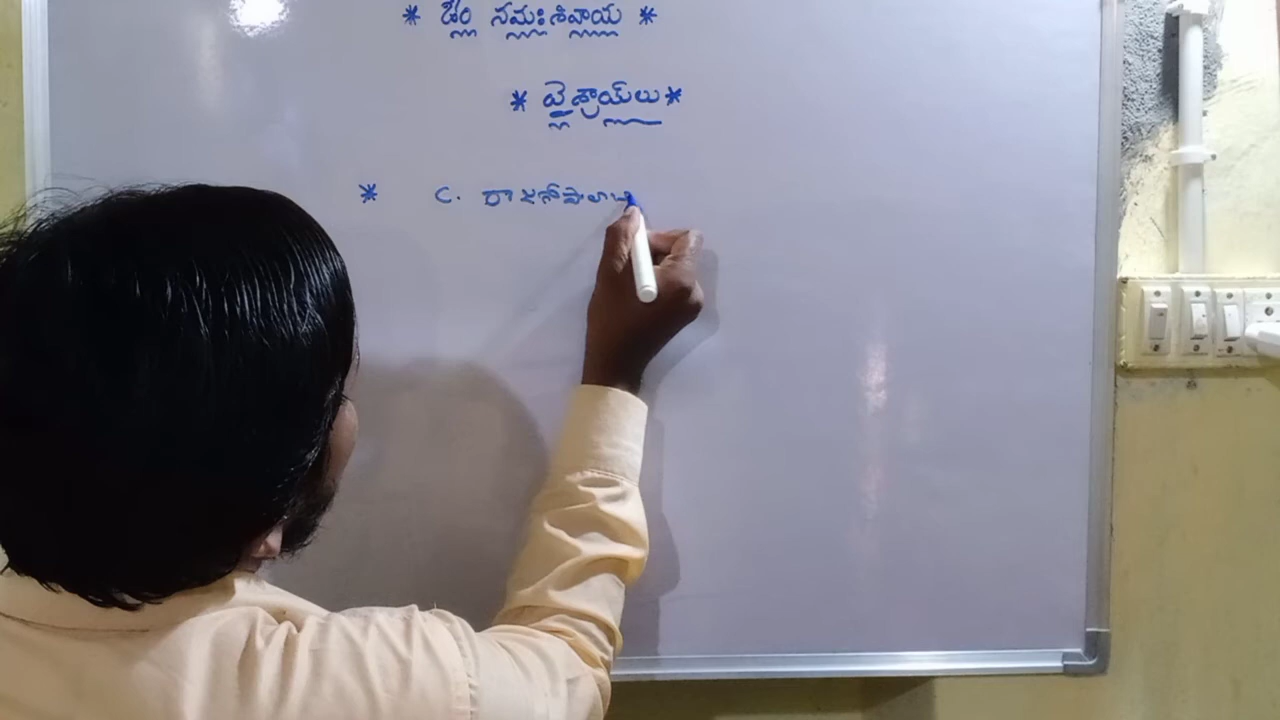 * ఓం నమఃశివాయ *
* వైశ్రాయ్‌లు *
* C. రాజగోపాలా